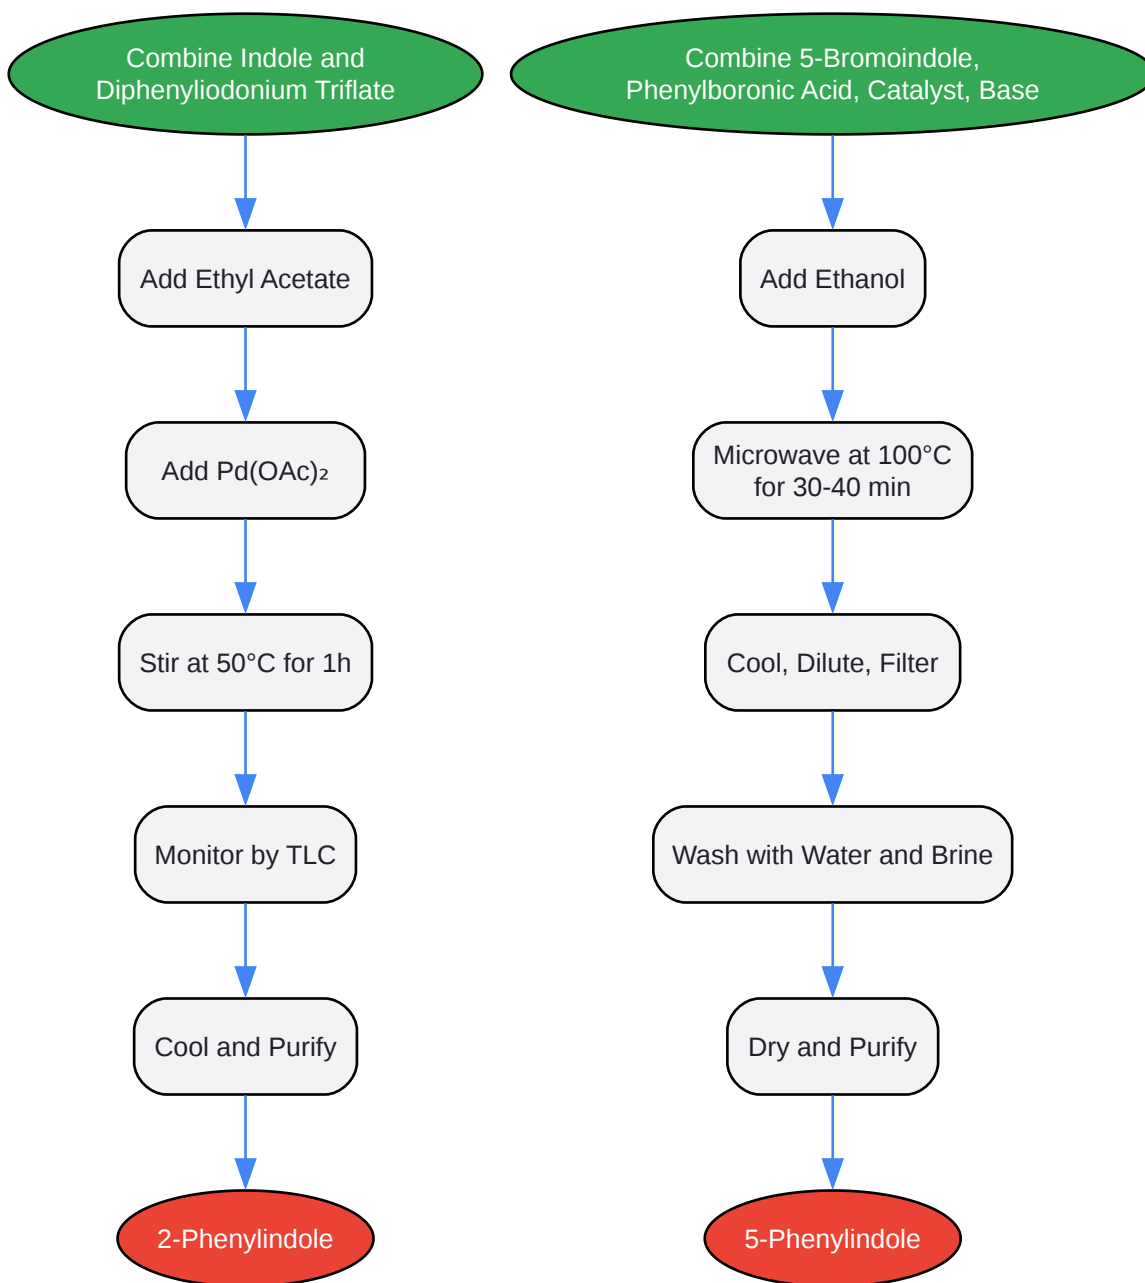 Combine Indole and
Diphenyliodonium Triflate
Add Ethyl Acetate
Add Pd(OAc)₂
Stir at 50°C for 1h
Monitor by TLC
Cool and Purify
2-Phenylindole
Combine 5-Bromoindole,
Phenylboronic Acid, Catalyst, Base
Add Ethanol
Microwave at 100°C
for 30-40 min
Cool, Dilute, Filter
Wash with Water and Brine
Dry and Purify
5-Phenylindole